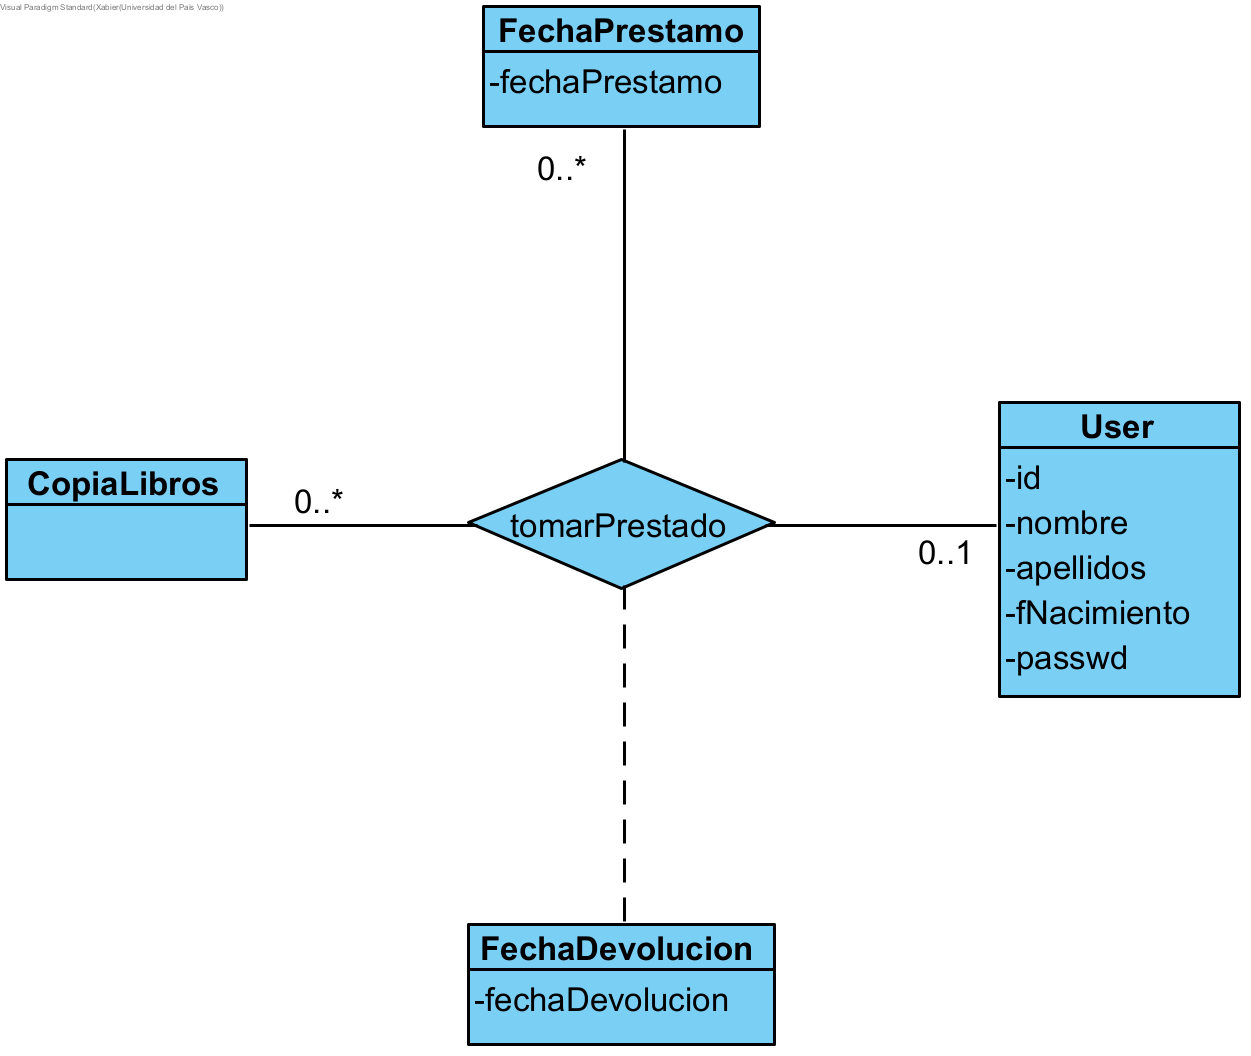 Visual Paradigm Standard(Xabier(Universidad del Pais Vasco))
FechaPrestamo
-fechaPrestamo
0..*
User
-id
-nombre
-apellidos
-fNacimiento
-passwd
CopiaLibros
0..*
tomarPrestado
0..1
FechaDevolucion
-fechaDevolucion